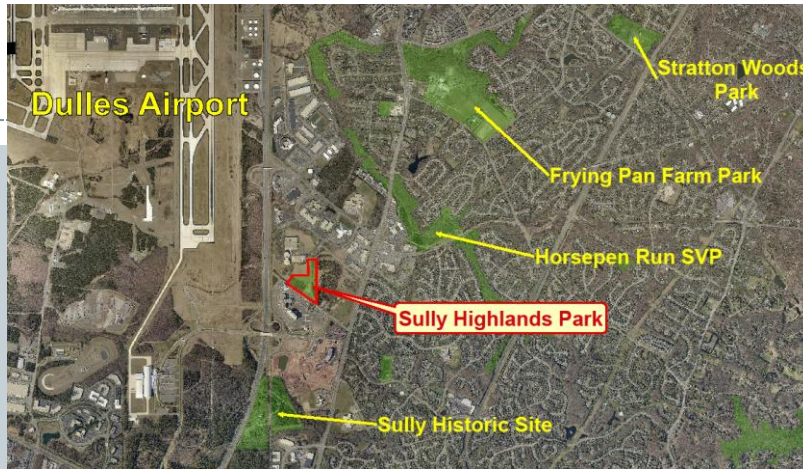 Stratton Woods
Park
Dulles Airport
Frying Pan Farm Park
Horsepen Run SVP
Sully Highlands Park
Sully Historic Site